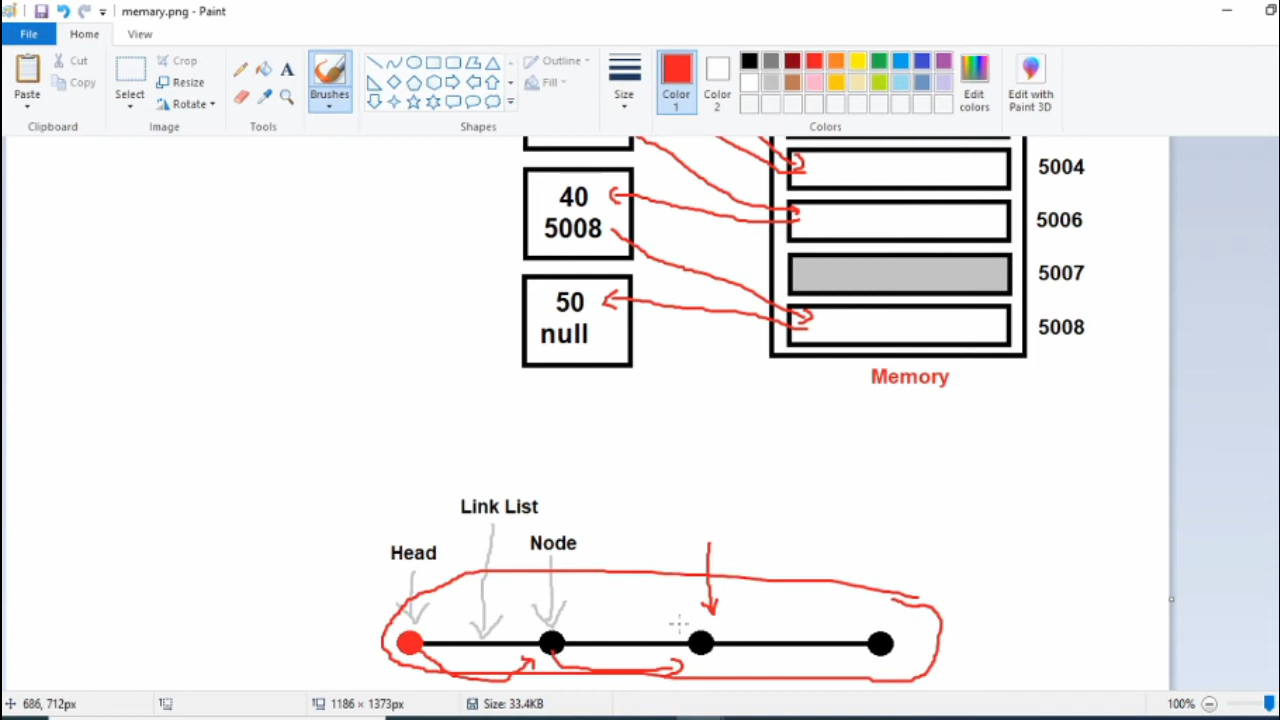 memary.png - Paint
File
Home
View
Paste
Cut
Copy
Clipboard
Select
Crop
Resize
Rotate
Image
A
Tools
Brushes
Outline
Fill
Shapes
Size
Color
1
Color
2
Colors
Edit
colors
Edit with
Paint 3D
5004
40
5008
5006
5007
50
null
5008
Memory
Link List
Head
Node
686, 712px
1186 × 1373px
Size: 33.4KB
100%